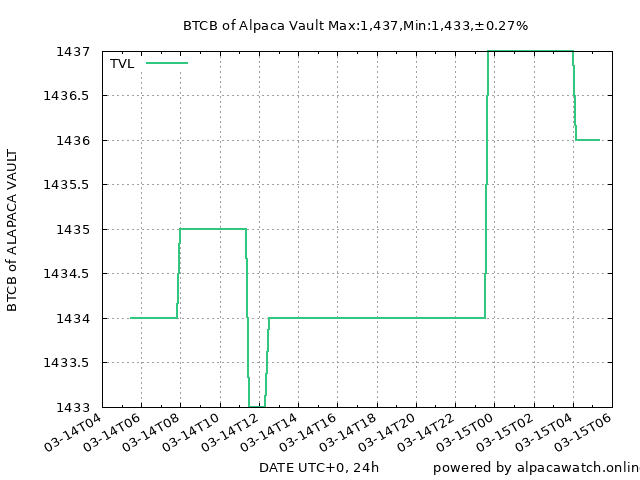 BTCB of Alpaca Vault Max:1,437,Min:1,433,±0.27%
1437
TVL
1436.5
1436
1435.5
1435
1434.5
1434
1433.5
1433
BTCB of ALAPACA VAULT
03-14T04
03-14T06
03-14T08
03-14T10
03-14T12
03-14T14
03-14T16
03-14T18
03-14T20
03-14T22
03-15T00
03-15T02
03-15T04
03-15T06
DATE UTC+0, 24h
powered by alpacawatch.online